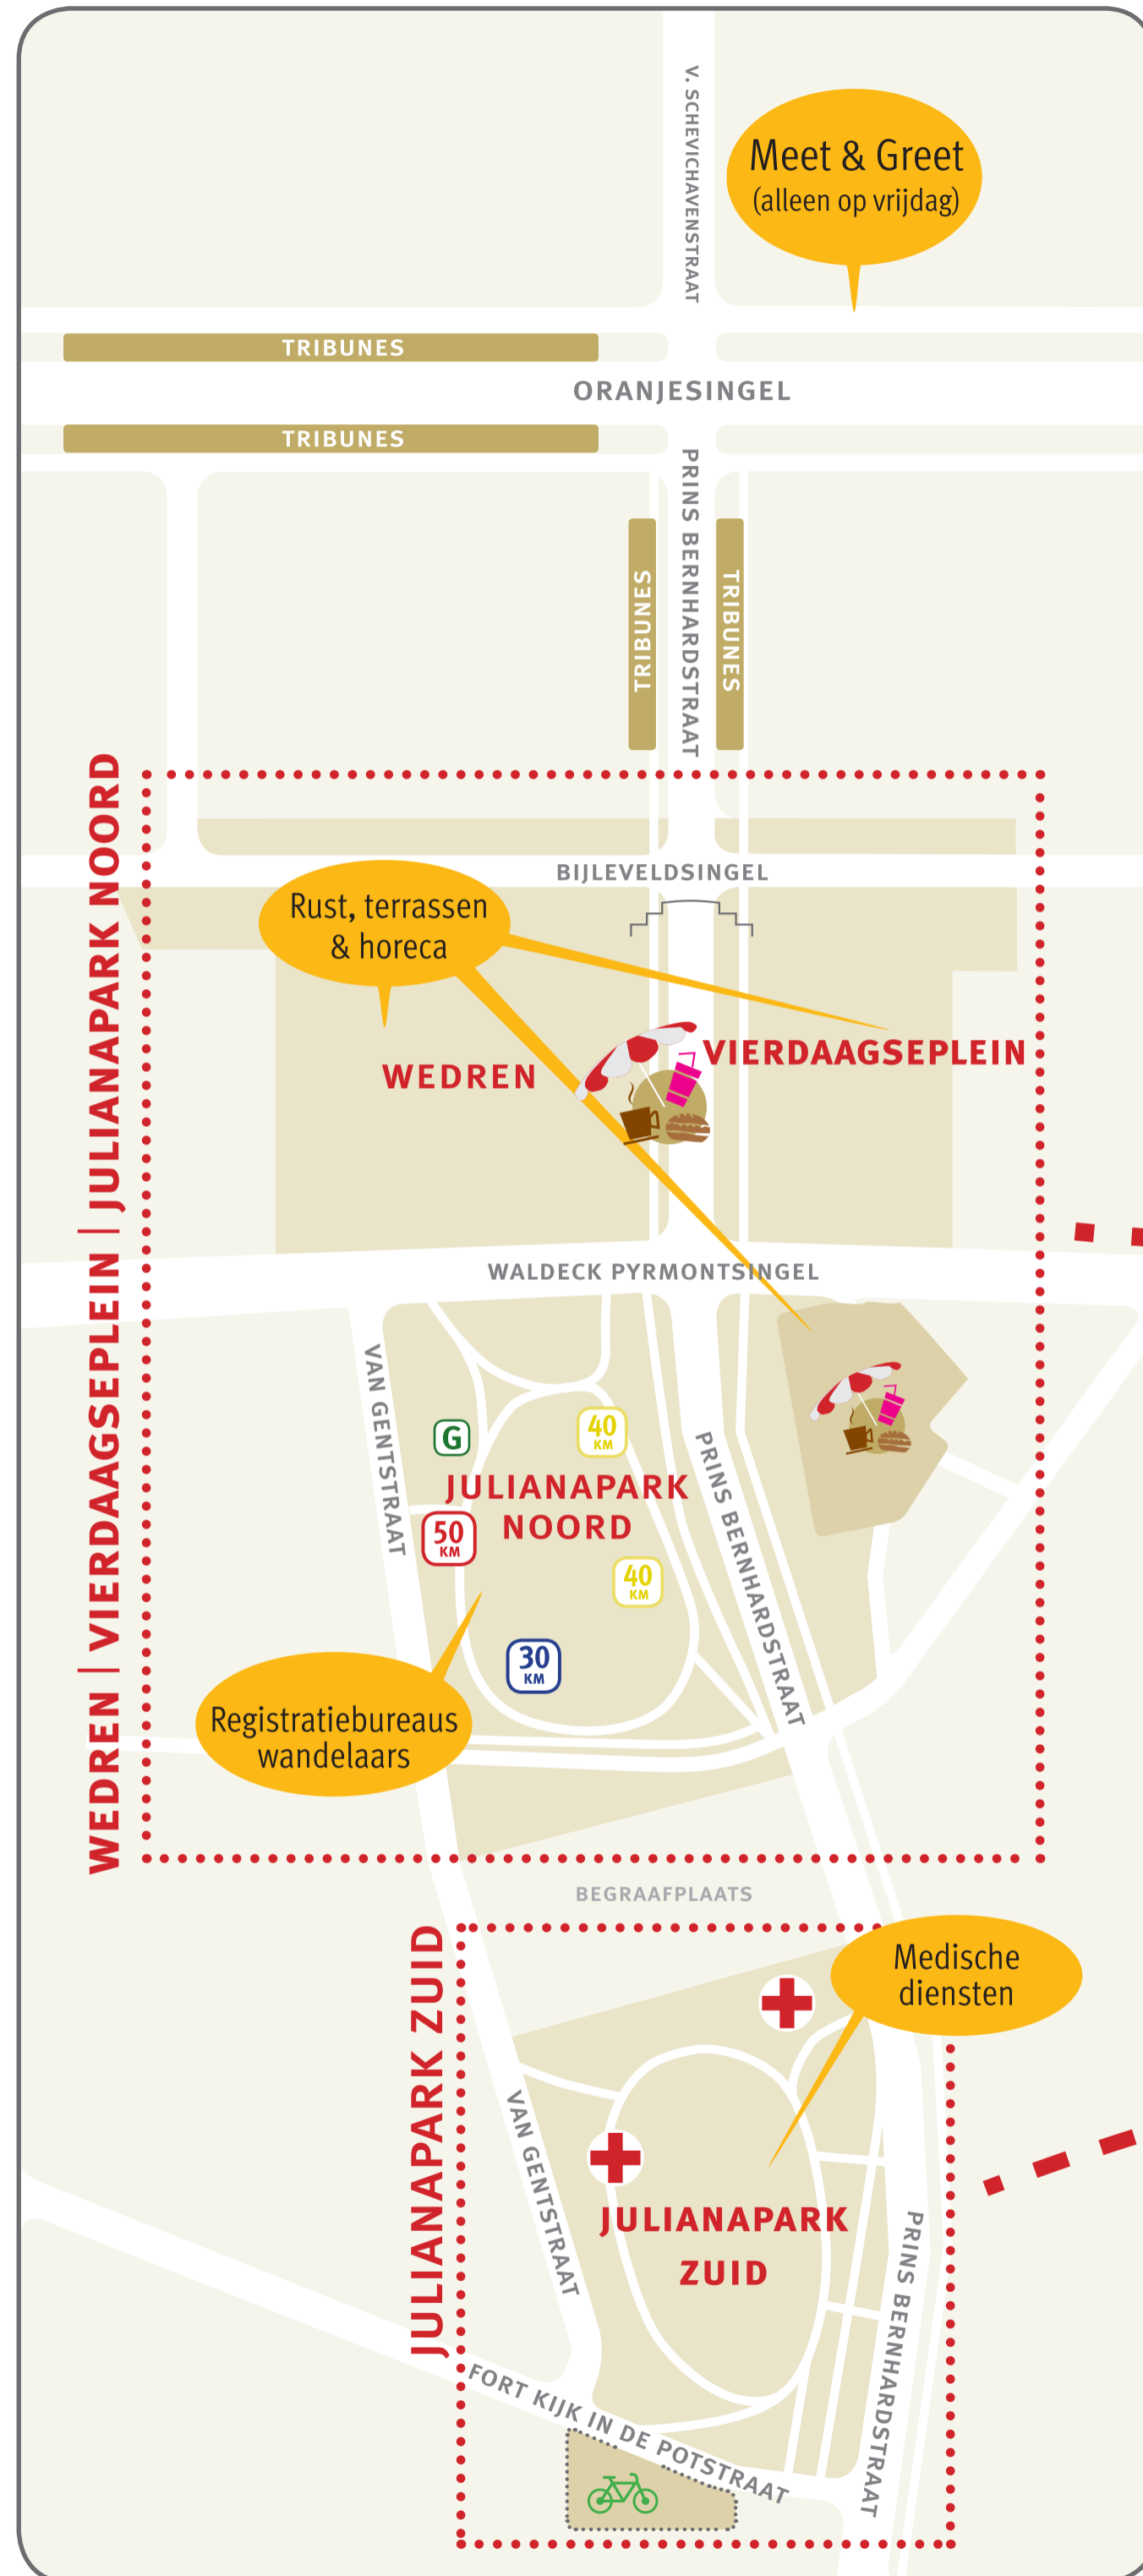 V. SCHEVICHAVENSTRAAT
Meet & Greet
(alleen op vrijdag)
TRIBUNES
ORANJESINGEL
TRIBUNES
PRINS BERNHARDSTRAAT
TRIBUNES
TRIBUNES
WEDREN | VIERDAAGSEPLEIN | JULIANAPARK NOORD
BIJLEVELDSINGEL
Rust, terrassen
& horeca
VIERDAAGSEPLEIN
WEDREN
WALDECK PYRMONTSINGEL
VAN GENTSTRAAT
G
40
KM
JULIANAPARK
NOORD
PRINS BERNHARDSTRAAT
50
KM
40
KM
30
KM
Registratiebureaus
wandelaars
BEGRAAFPLAATS
JULIANAPARK ZUID
Medische
diensten
VAN GENTSTRAAT
JULIANAPARK
ZUID
PRINS BERNHARDSTRAAT
FORT KIJK IN DE POTSTRAAT